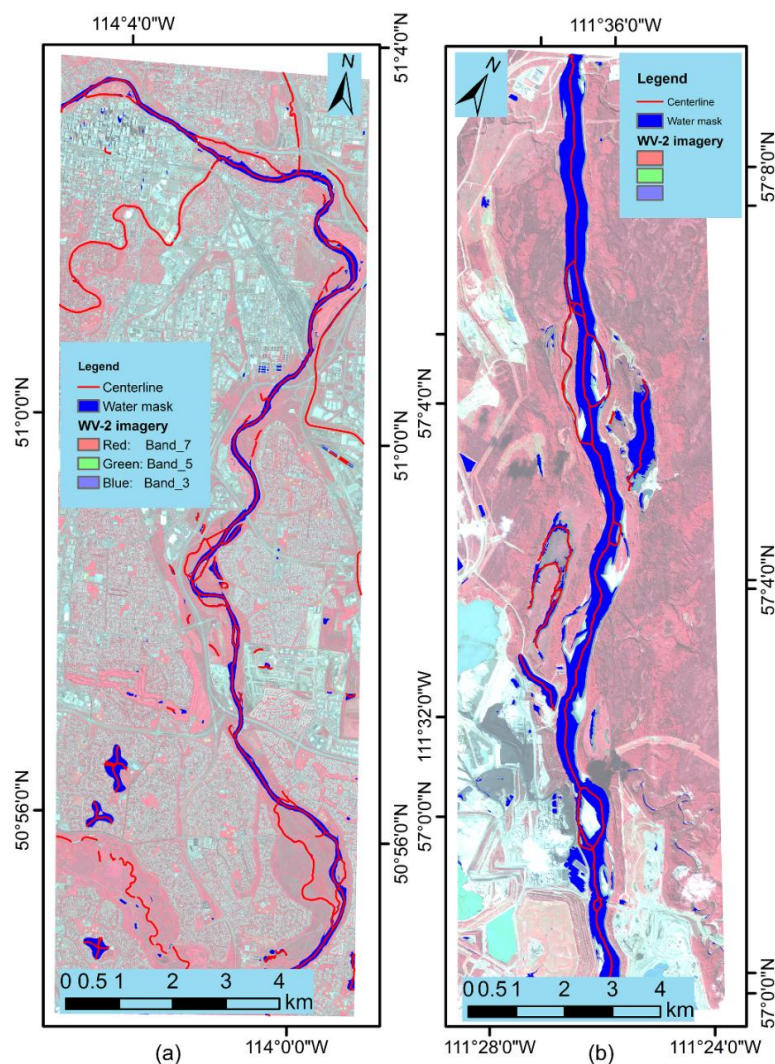 114°4'0"W
51°4'0"N
N
51°0'0"N
Legend
Centerline
Water mask
WV-2 imagery
Red: Band_7
Green: Band_5
Blue: Band_3
51°0'0"N
50°56'0"N
50°56'0"N
0 0.5 1 2 3 4
km
114°0'0"W
(a)
111°36'0"W
N
Legend
Centerline
Water mask
WV-2 imagery
57°8'0"N
57°4'0"N
57°4'0"N
111°32'0"W
57°0'0"N
57°0'0"N
0 0.5 1 2 3 4
km
111°28'0"W
(b)
111°24'0"W